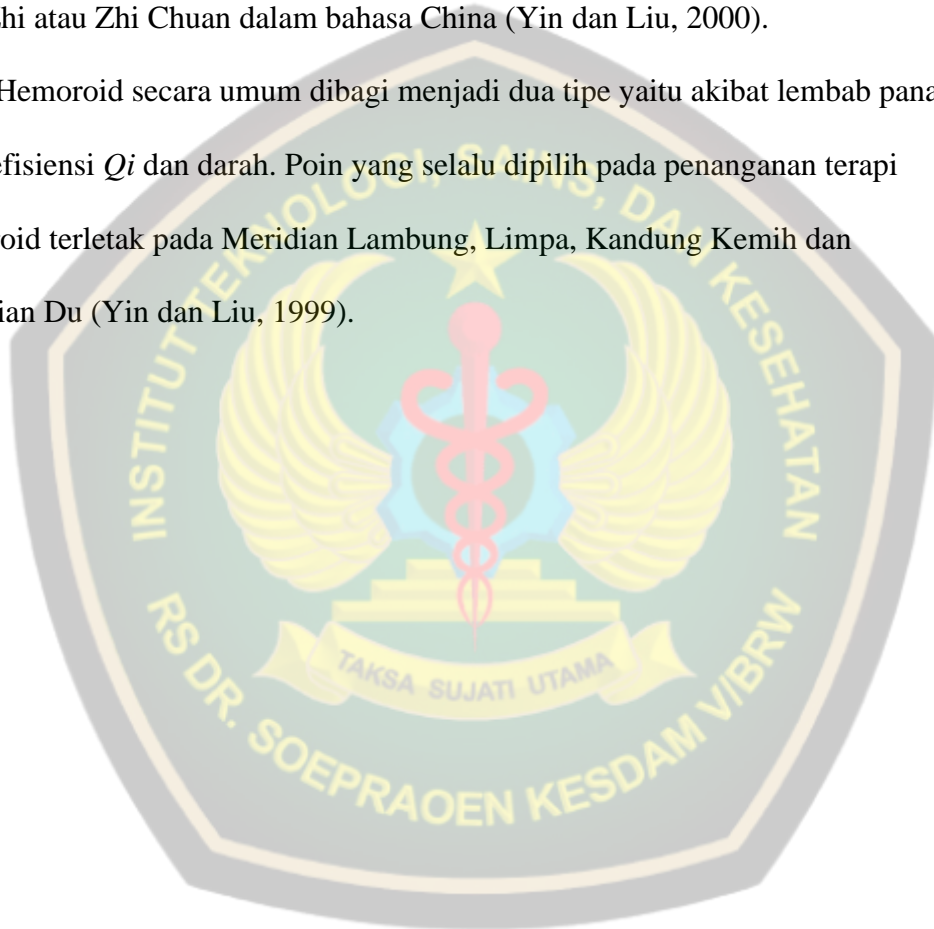 hi atau Zhi Chuan dalam bahasa China (Yin dan Liu, 2000).
Hemoroid secara umum dibagi menjadi dua tipe yaitu akibat lembab pana
efisiensi Qi dan darah. Poin yang selalu dipilih pada penanganan terapi
oid terletak pada Meridian Lambung, Limpa, Kandung Kemih dan
ian Du (Yin dan Liu, 1999).
INSTITUT TEKNOLOGI, SAINS, DAN KESEHATAN
TAKSA SUJATI UTAMA
RS DR. SOEPRAOEN KESDAM V/BRW